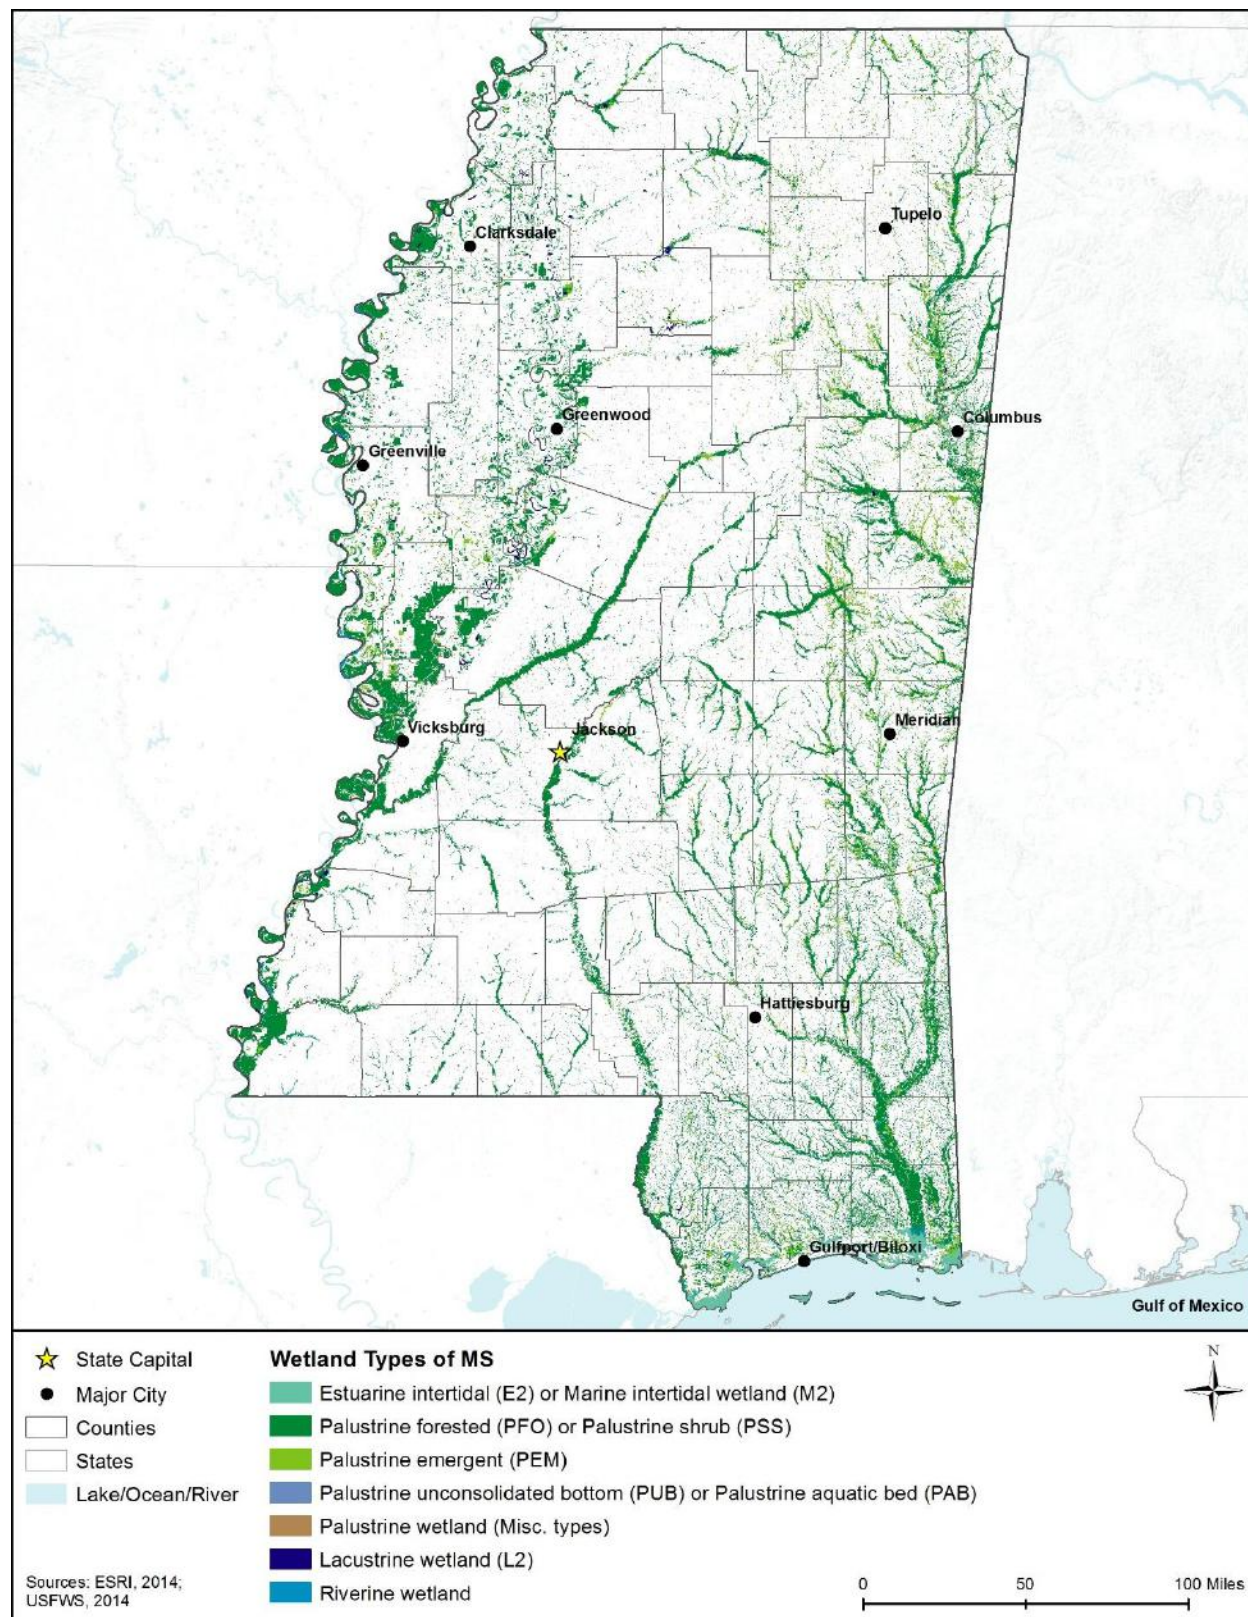 Tupelo
Clarksdale
Greenwood
Columbus
Greenville
Meridian
Vicksburg
Jackson
Hattiesburg
Gulfport/Biloxi
Gulf of Mexico
State Capital
Major City
Counties
States
Lake/Ocean/River
Sources: ESRI, 2014;
USFWS, 2014
Wetland Types of MS
Estuarine intertidal (E2) or Marine intertidal wetland (M2)
Palustrine forested (PFO) or Palustrine shrub (PSS)
Palustrine emergent (PEM)
Palustrine unconsolidated bottom (PUB) or Palustrine aquatic bed (PAB)
Palustrine wetland (Misc. types)
Lacustrine wetland (L2)
Riverine wetland
N
0 50 100 Miles